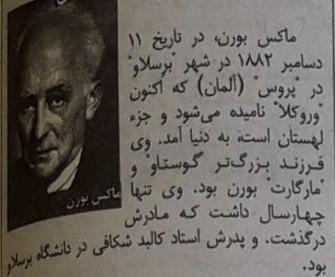 ماکس بورن، در تاریخ ۱۱
دسامبر ۱۸۸۲ در شهر "برسلاو"
در "پروس" (آلمان) که اکنون
"وروکلا" نامیده می‌شود و جزء
لهستان است، به دنیا آمد. وی
فرزند بزرگ‌تر گوستاو و
"مارگارت" بورن بود. وی تنها
چهارسال داشت که مادرش
درگذشت. و پدرش استاد کالبد شکافی در دانشگاه برسلاو
بود.
ماکس بورن